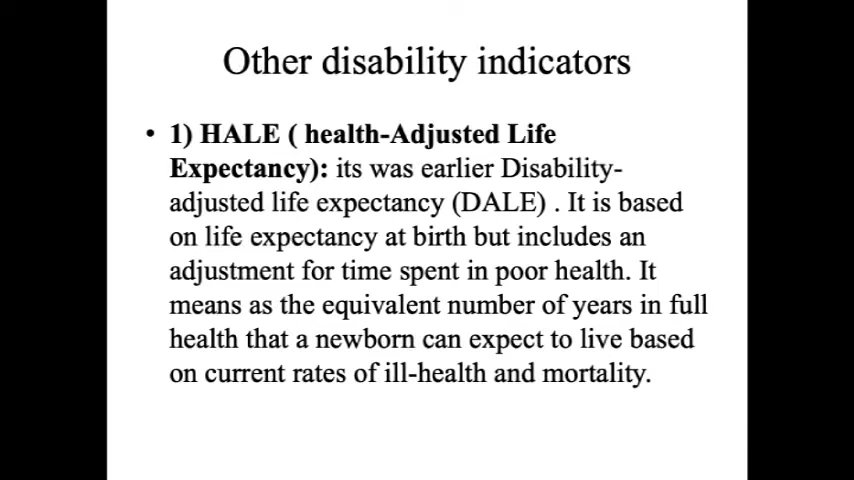 Other disability indicators
• 1) HALE ( health-Adjusted Life
Expectancy): its was earlier Disability-
adjusted life expectancy (DALE) . It is based
on life expectancy at birth but includes an
adjustment for time spent in poor health. It
means as the equivalent number of years in full
health that a newborn can expect to live based
on current rates of ill-health and mortality.